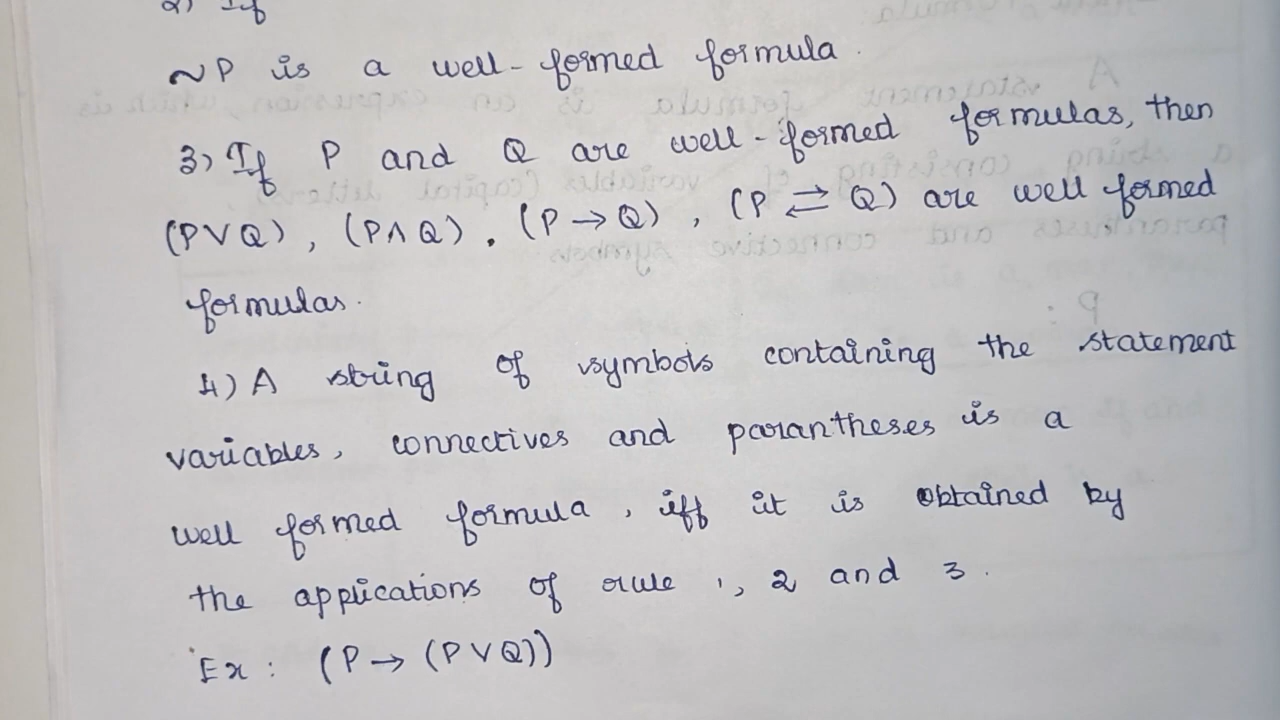 2) If
~P is a well-formed formula.
3) If P and Q are well-formed formulas, then
(P∨Q), (P∧Q), (P→Q), (P⇄Q) are well formed
formulas.
4) A string of symbols containing the statement
variables, connectives and parantheses is a
well formed formula, iff it is obtained by
the applications of rule 1, 2 and 3.
Ex: (P→(P∨Q))